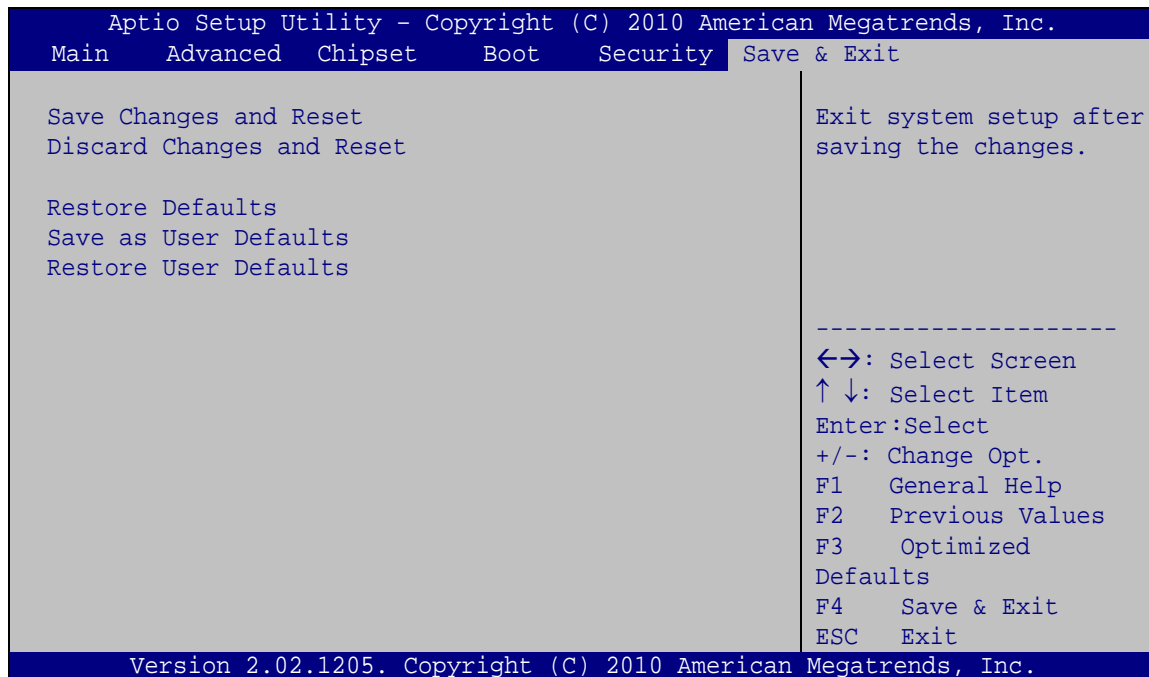 Aptio Setup Utility – Copyright (C) 2010 American Megatrends, Inc.
Main Advanced Chipset Boot Security Save & Exit
Save Changes and Reset
Discard Changes and Reset
Restore Defaults
Save as User Defaults
Restore User Defaults
Exit system setup after
saving the changes.
---------------------
←→: Select Screen
↑ ↓: Select Item
Enter:Select
+/-: Change Opt.
F1 General Help
F2 Previous Values
F3 Optimized
Defaults
F4 Save & Exit
ESC Exit
Version 2.02.1205. Copyright (C) 2010 American Megatrends, Inc.